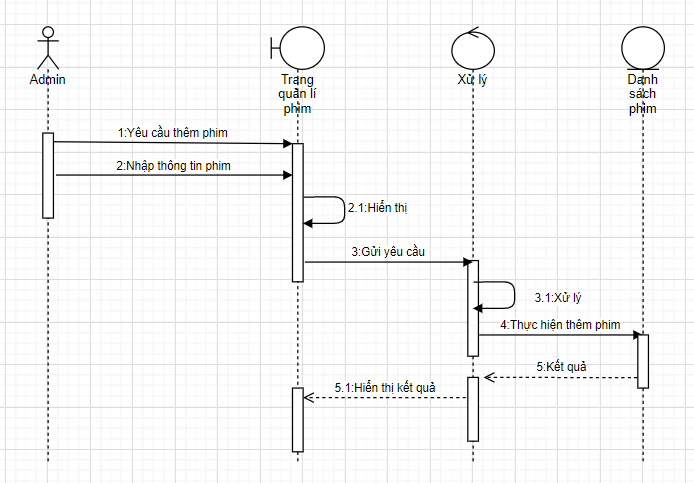 Admin
Trang
quản lí
phim
Xử lý
Danh
sách
phim
1:Yêu cầu thêm phim
2:Nhập thông tin phim
2.1:Hiển thị
3:Gửi yêu cầu
3.1:Xử lý
4:Thực hiện thêm phim
5:Kết quả
5.1:Hiển thị kết quả